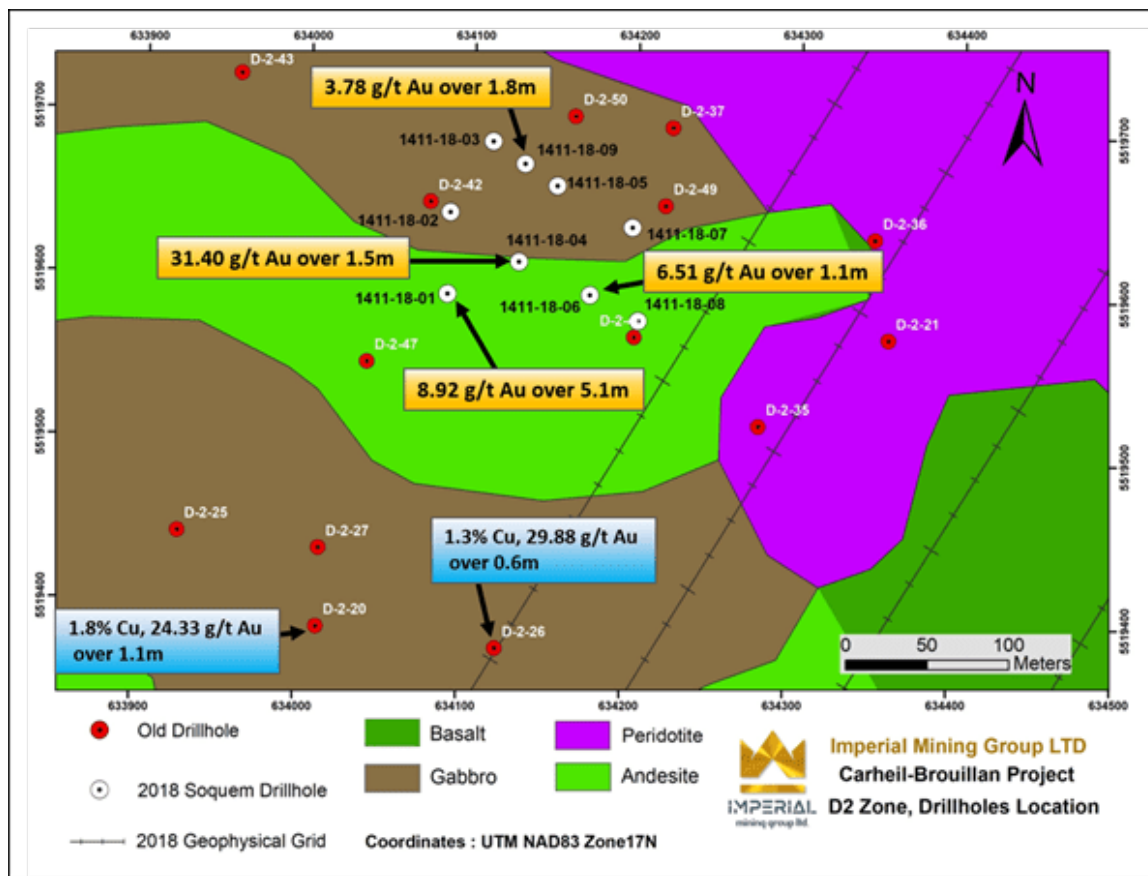 633900 634000 634100 634200 634300 634400
D-2-43
3.78 g/t Au over 1.8m
D-2-50
D-2-37
N
5519700
5519700
1411-18-03
1411-18-09
1411-18-05
D-2-42
D-2-49
1411-18-02
1411-18-04
1411-18-07
D-2-36
31.40 g/t Au over 1.5m
6.51 g/t Au over 1.1m
5519600
5519600
1411-18-01
1411-18-06
1411-18-08
D-2-
D-2-21
D-2-47
8.92 g/t Au over 5.1m
D-2-35
5519500
5519500
D-2-25
D-2-27
1.3% Cu, 29.88 g/t Au
over 0.6m
5519400
5519400
D-2-20
1.8% Cu, 24.33 g/t Au
over 1.1m
D-2-26
0 50 100
Meters
633900 634000 634100 634200 634300 634400 634500
Old Drillhole
2018 Soquem Drillhole
2018 Geophysical Grid
Basalt
Gabbro
Peridotite
Andesite
Coordinates : UTM NAD83 Zone17N
IMPERIAL
mining group ltd.
Imperial Mining Group LTD
Carheil-Brouillan Project
D2 Zone, Drillholes Location